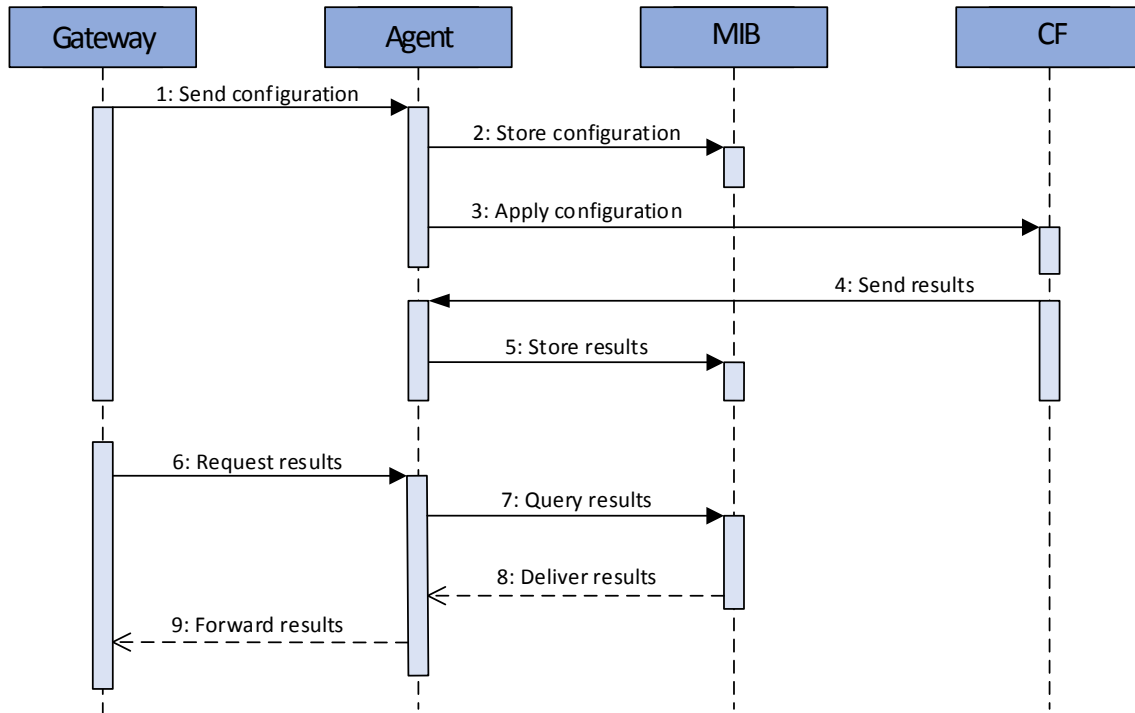 Gateway
Agent
MIB
CF
1: Send configuration
2: Store configuration
3: Apply configuration
4: Send results
5: Store results
6: Request results
7: Query results
8: Deliver results
9: Forward results